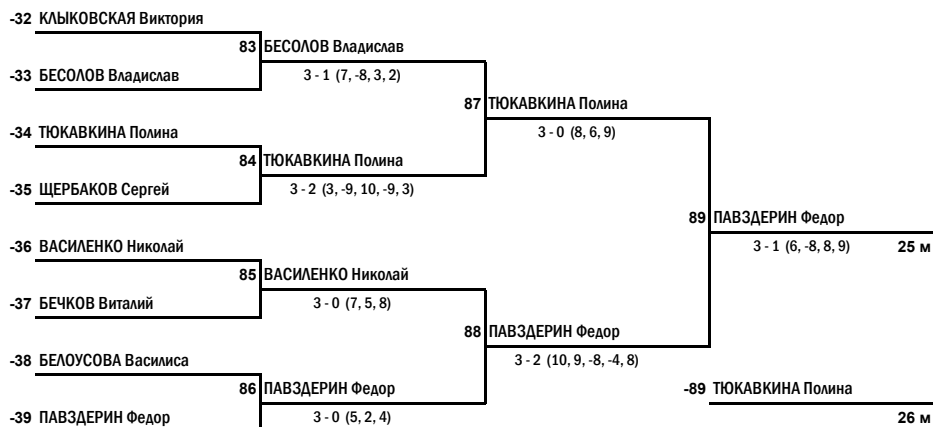 -32 КЛЫКОВСКАЯ Виктория
83 БЕСОЛОВ Владислав
-33 БЕСОЛОВ Владислав
3 - 1 (7, -8, 3, 2)
87 ТЮКАВКИНА Полина
-34 ТЮКАВКИНА Полина
3 - 0 (8, 6, 9)
84 ТЮКАВКИНА Полина
-35 ЩЕРБАКОВ Сергей
3 - 2 (3, -9, 10, -9, 3)
89 ПАВЗДЕРИН Федор
-36 ВАСИЛЕНКО Николай
3 - 1 (6, -8, 8, 9) 25 м
85 ВАСИЛЕНКО Николай
-37 БЕЧКОВ Виталий
3 - 0 (7, 5, 8)
88 ПАВЗДЕРИН Федор
-38 БЕЛОУСОВА Василиса
3 - 2 (10, 9, -8, -4, 8)
86 ПАВЗДЕРИН Федор
-89 ТЮКАВКИНА Полина
-39 ПАВЗДЕРИН Федор
3 - 0 (5, 2, 4)
26 м